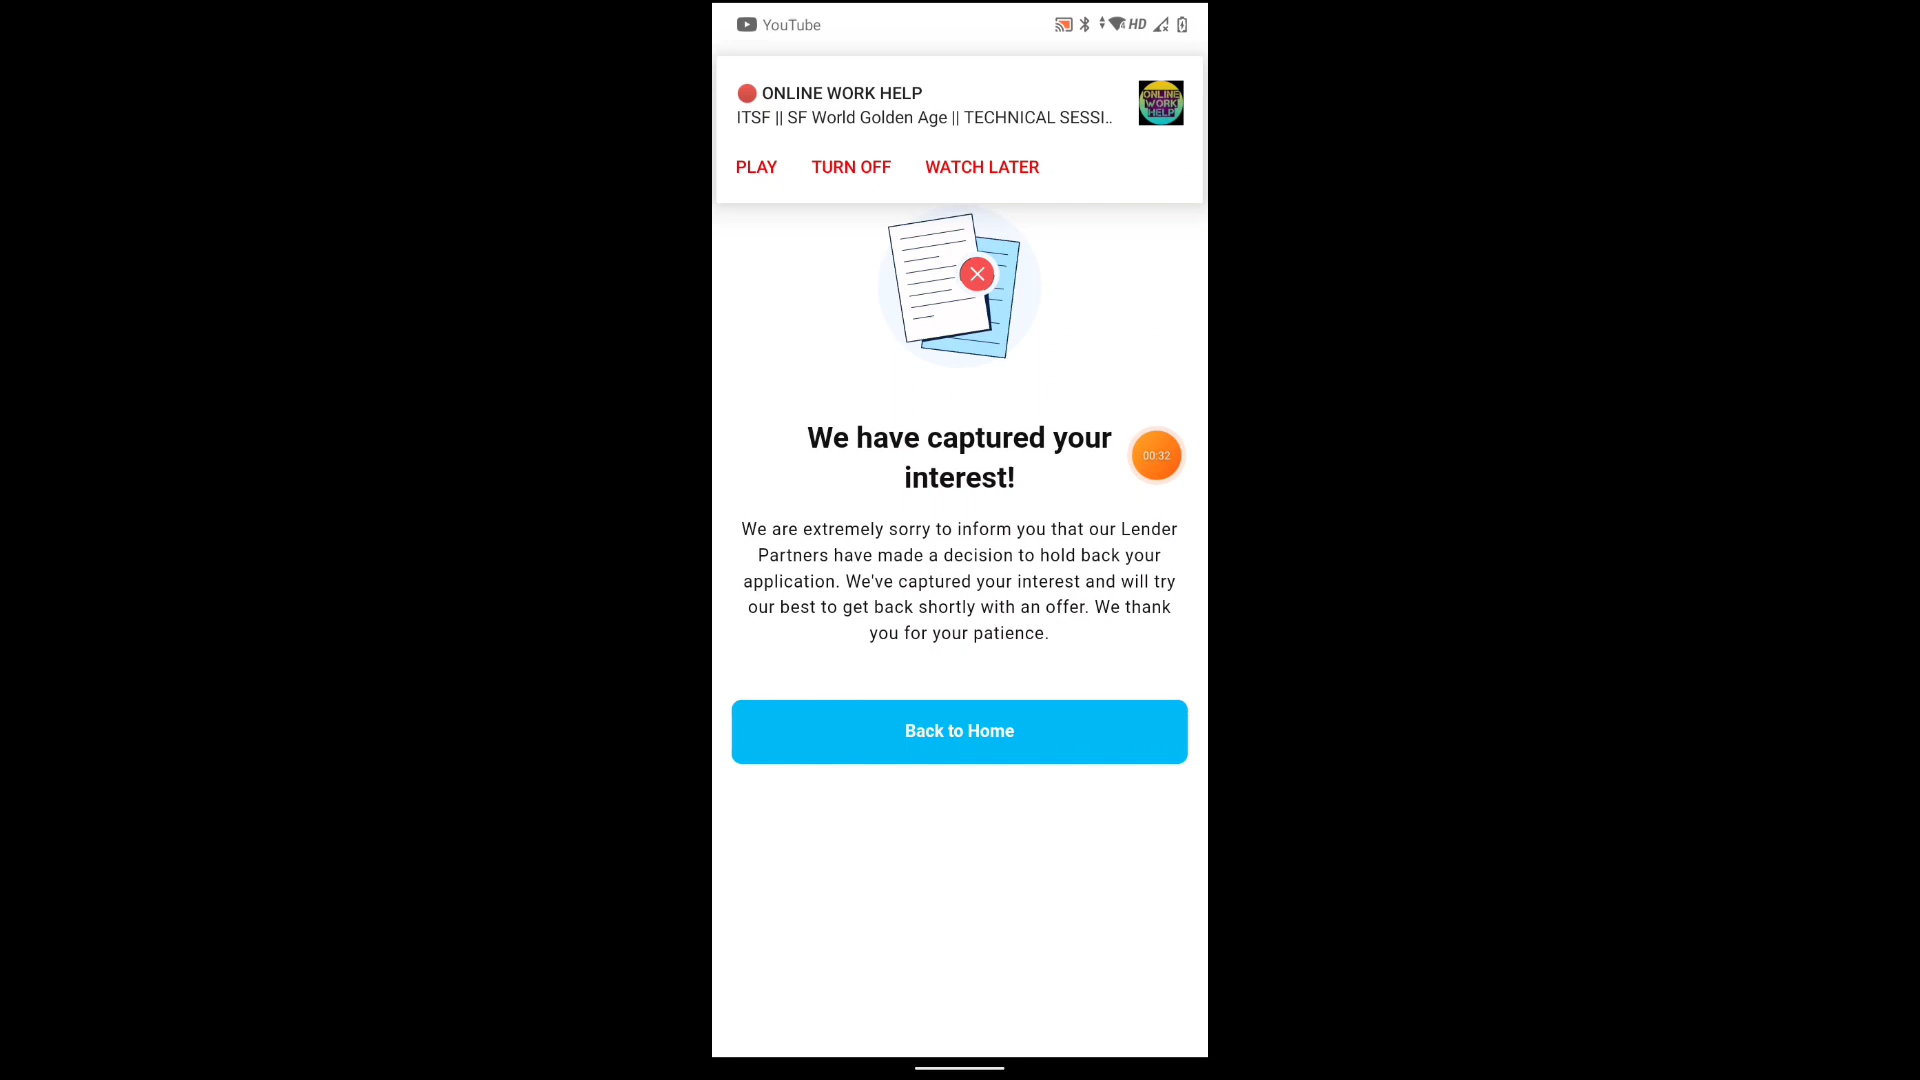 YouTube
HD
ONLINE WORK HELP
ITSF || SF World Golden Age || TECHNICAL SESSI..
ONLINE
WORK
HELP
PLAY TURN OFF WATCH LATER
We have captured your
interest!
00:32
We are extremely sorry to inform you that our Lender
Partners have made a decision to hold back your
application. We've captured your interest and will try
our best to get back shortly with an offer. We thank
you for your patience.
Back to Home